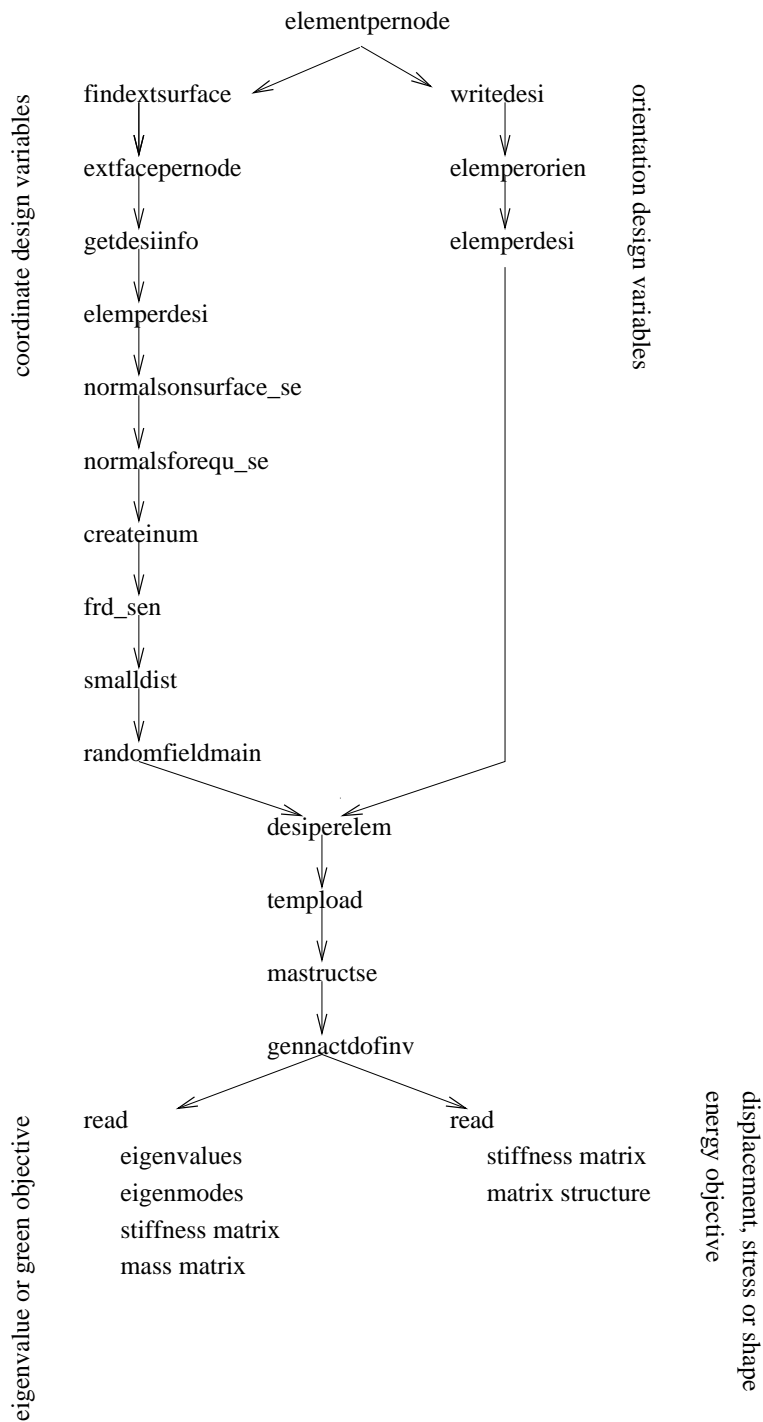 elementpernode
findextsurface
writedesi
coordinate design variables
orientation design variables
extfacepernode
elemperorien
getdesiinfo
elemperdesi
elemperdesi
normalsonsurface_se
normalsforequ_se
createinum
frd_sen
smalldist
randomfieldmain
desiperelem
tempload
mastructse
gennactdofinv
eigenvalue or green objective
read
eigenvalues
eigenmodes
stiffness matrix
mass matrix
read
stiffness matrix
matrix structure
displacement, stress or shape
energy objective